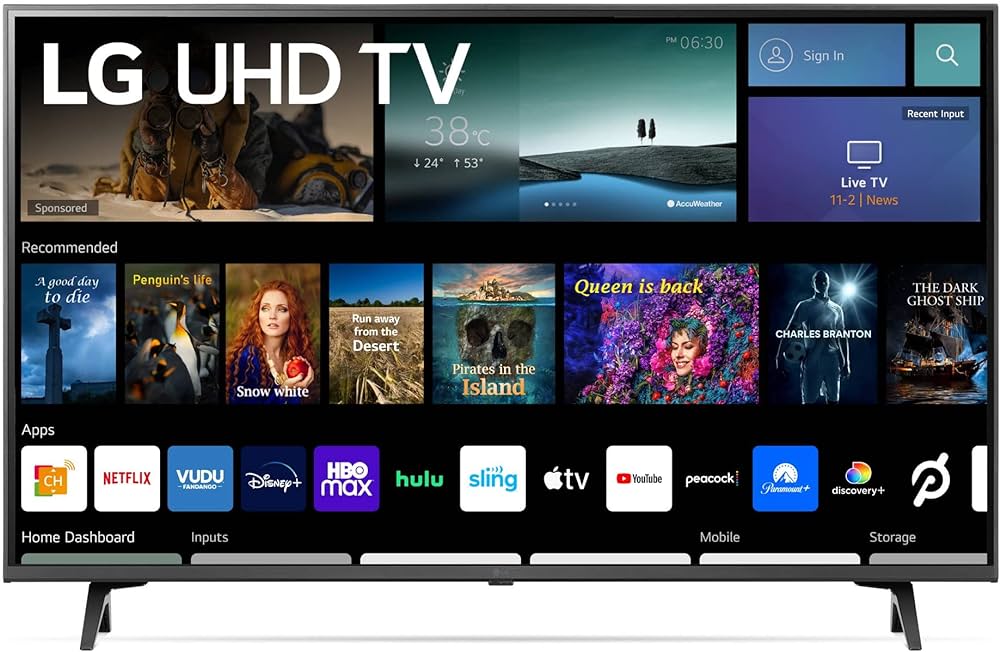 LG UHD TV
Sponsored
PM 06:30
38°C
↓ 24° ↑ 53°
AccuWeather
Sign In
Recent Input
Live TV
11-2 | News
Recommended
A good day
to die
Penguin's life
Snow white
Run away
from the
Desert
Pirates in the
Island
Queen is back
CHARLES BRANTON
THE DARK
GHOST SHIP
Apps
CH
NETFLIX
VUDU
FANDANGO
Disney+
HBO
max
hulu
sling
tv
YouTube
peacock
Paramount+
discovery+
Home Dashboard
Inputs
Mobile
Storage